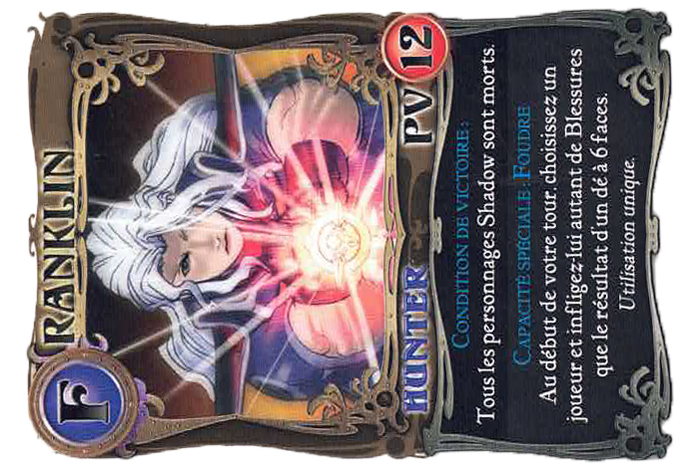 F RANKLIN
HUNTER PV 12
CONDITION DE VICTOIRE :
Tous les personnages Shadow sont morts.
CAPACITÉ SPÉCIALE : FOUDRE
Au début de votre tour, choisissez un
joueur et infligez-lui autant de Blessures
que le résultat d'un dé à 6 faces.
Utilisation unique.